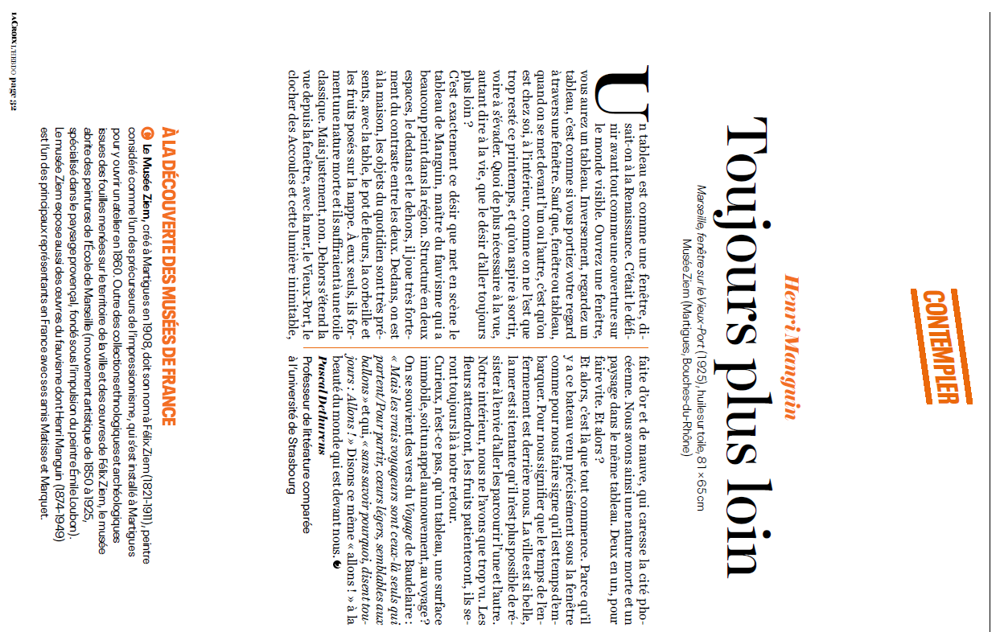 CONTEMPLER
Henri Manguin
Toujours plus loin
Marseille, fenêtre sur le Vieux-Port (1925), huile sur toile, 81 × 65 cm
Musée Ziem (Martigues, Bouches-du-Rhône)
Un tableau est comme une fenêtre, di-
sait-on à la Renaissance. C'était le défi-
nir avant tout comme une ouverture sur
le monde visible. Ouvrez une fenêtre,
vous aurez un tableau. Inversement, regardez un
tableau, c'est comme si vous portiez votre regard
à travers une fenêtre. Sauf que, fenêtre ou tableau,
quand on se met devant l'un ou l'autre, c'est qu'on
est chez soi, à l'intérieur, comme on ne l'est que
trop resté ce printemps, et qu'on aspire à sortir,
voire à s'évader. Quoi de plus nécessaire à la vue,
autant dire à la vie, que le désir d'aller toujours
plus loin ?
C'est exactement ce désir que met en scène le
tableau de Manguin, maître du fauvisme qui a
beaucoup peint dans la région. Structuré en deux
espaces, le dedans et le dehors, il joue très forte-
ment du contraste entre les deux. Dedans, on est
à la maison, les objets du quotidien sont très pré-
sents, avec la table, le pot de fleurs, la corbeille et
les fruits posés sur la nappe. À eux seuls, ils for-
ment une nature morte et ils suffiraient à une toile
classique. Mais justement, non. Dehors s'étend la
vue depuis la fenêtre, avec la mer, le Vieux-Port, le
clocher des Accoules et cette lumière inimitable,
faite d'or et de mauve, qui caresse la cité pho-
céenne. Nous avons ainsi une nature morte et un
paysage dans le même tableau. Deux en un, pour
faire vite. Et alors ?
Et alors, c'est là que tout commence. Parce qu'il
y a ce bateau venu précisément sous la fenêtre
comme pour nous faire signe qu'il est temps d'em-
barquer. Pour nous signifier que le temps de l'en-
fermement est derrière nous. La ville est si belle,
la mer est si tentante qu'il n'est plus possible de ré-
sister à l'envie d'aller les parcourir l'une et l'autre.
Notre intérieur, nous ne l'avons que trop vu. Les
fleurs attendront, les fruits patienteront, ils se-
ront toujours là à notre retour.
Curieux, n'est-ce pas, qu'un tableau, une surface
immobile, soit un appel au mouvement, au voyage ?
On se souvient des vers du Voyage de Baudelaire :
« Mais les vrais voyageurs sont ceux-là seuls qui
partent/Pour partir, cœurs légers, semblables aux
ballons » et qui, « sans savoir pourquoi, disent tou-
jours : Allons ! » Disons ce même « allons ! » à la
beauté du monde qui est devant nous.
Pascal Dethurens
Professeur de littérature comparée
à l'université de Strasbourg
À LA DÉCOUVERTE DES MUSÉES DE FRANCE
Le Musée Ziem, créé à Martigues en 1908, doit son nom à Félix Ziem (1821-1911), peintre
considéré comme l'un des précurseurs de l'impressionnisme, qui s'est installé à Martigues
pour y ouvrir un atelier en 1860. Outre des collections ethnologiques et archéologiques
issues des fouilles menées sur le territoire de la ville et des œuvres de Félix Ziem, le musée
abrite des peintures de l'École de Marseille (mouvement artistique de 1850 à 1925,
spécialisé dans le paysage provençal, fondé sous l'impulsion du peintre Émile Loubon).
Le musée Ziem expose aussi des œuvres du fauvisme dont Henri Manguin (1874-1949)
est l'un des principaux représentants en France avec ses amis Matisse et Marquet.
LA CROIX L'HEBDO page 52